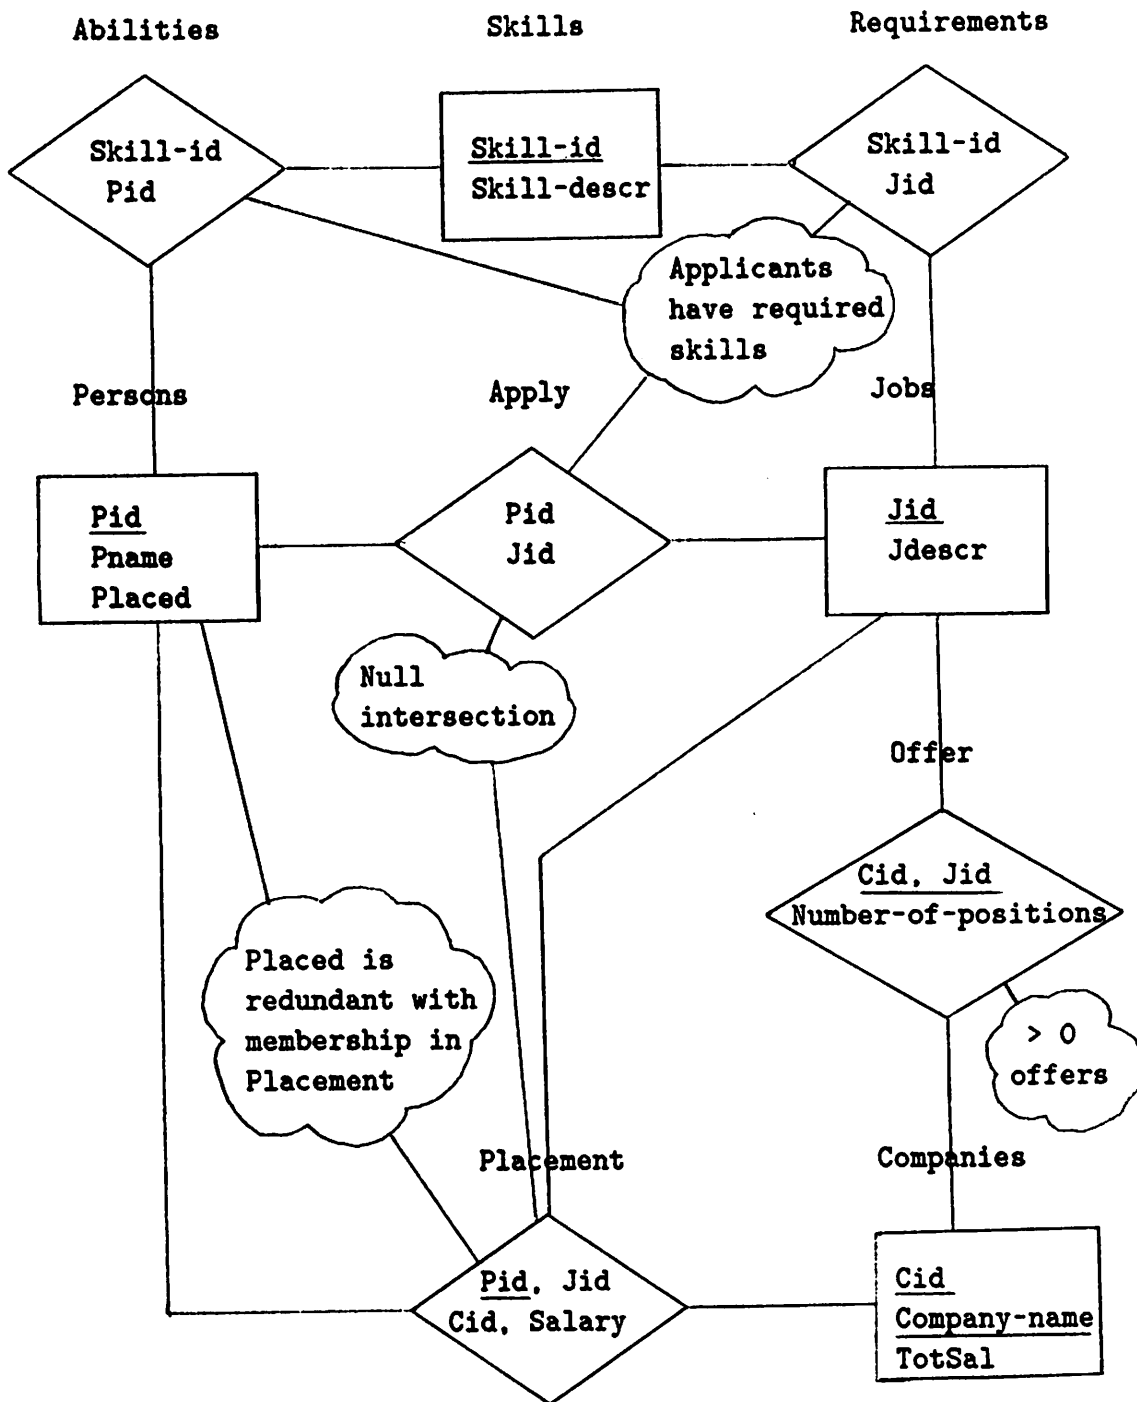 Abilities
Skills
Requirements
Skill-id
Pid
Skill-id
Skill-descr
Skill-id
Jid
Applicants
have required
skills
Persons
Apply
Jobs
Pid
Pname
Placed
Pid
Jid
Jid
Jdescr
Null
intersection
Offer
Cid, Jid
Number-of-positions
Placed is
redundant with
membership in
Placement
> 0
offers
Placement
Companies
Pid, Jid
Cid, Salary
Cid
Company-name
TotSal